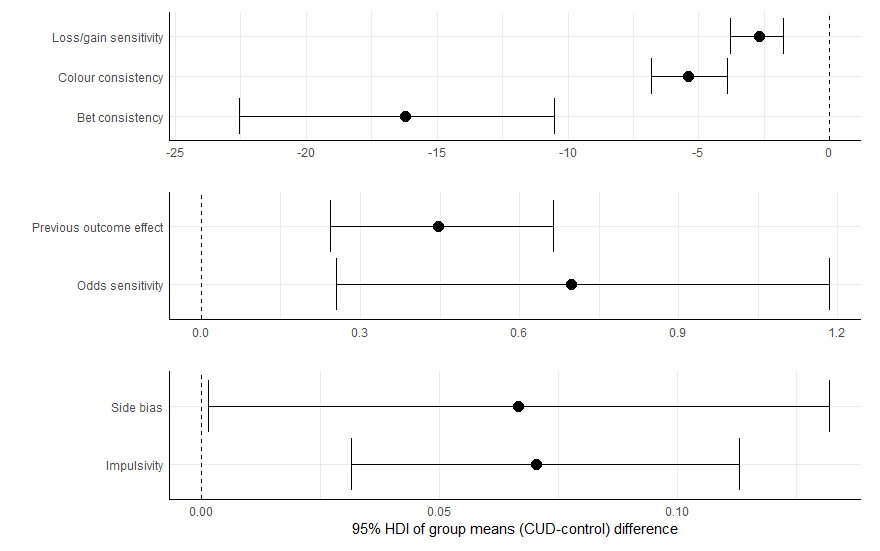 Loss/gain sensitivity
Colour consistency
Bet consistency
-25 -20 -15 -10 -5 0
Previous outcome effect
Odds sensitivity
0.0 0.3 0.6 0.9 1.2
Side bias
Impulsivity
0.00 0.05 0.10
95% HDI of group means (CUD-control) difference